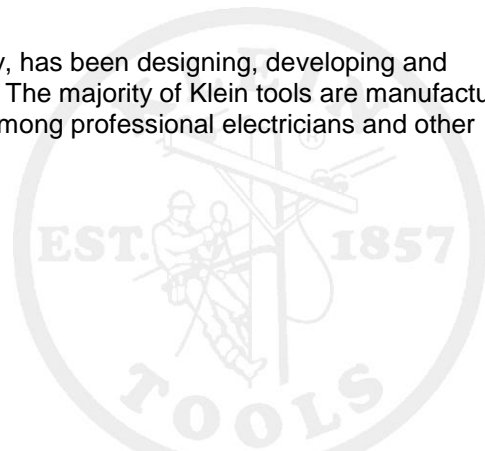 y, has been designing, developing and
The majority of Klein tools are manufactu
mong professional electricians and other
KLEIN
®
EST. 1857
TOOLS